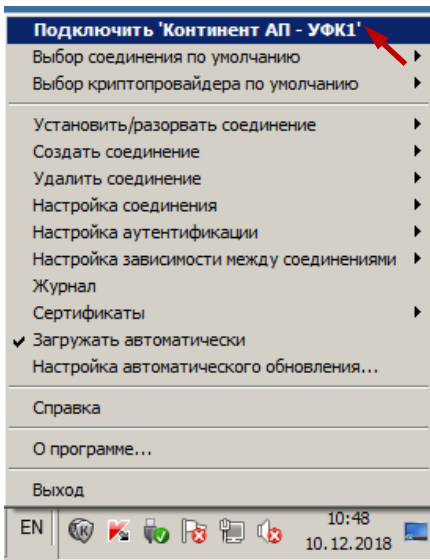 Подключить 'Континент АП - УФК1'
Выбор соединения по умолчанию
Выбор криптопровайдера по умолчанию
Установить/разорвать соединение
Создать соединение
Удалить соединение
Настройка соединения
Настройка аутентификации
Настройка зависимости между соединениями
Журнал
Сертификаты
Загружать автоматически
Настройка автоматического обновления...
Справка
О программе...
Выход
EN
10:48
10.12.2018